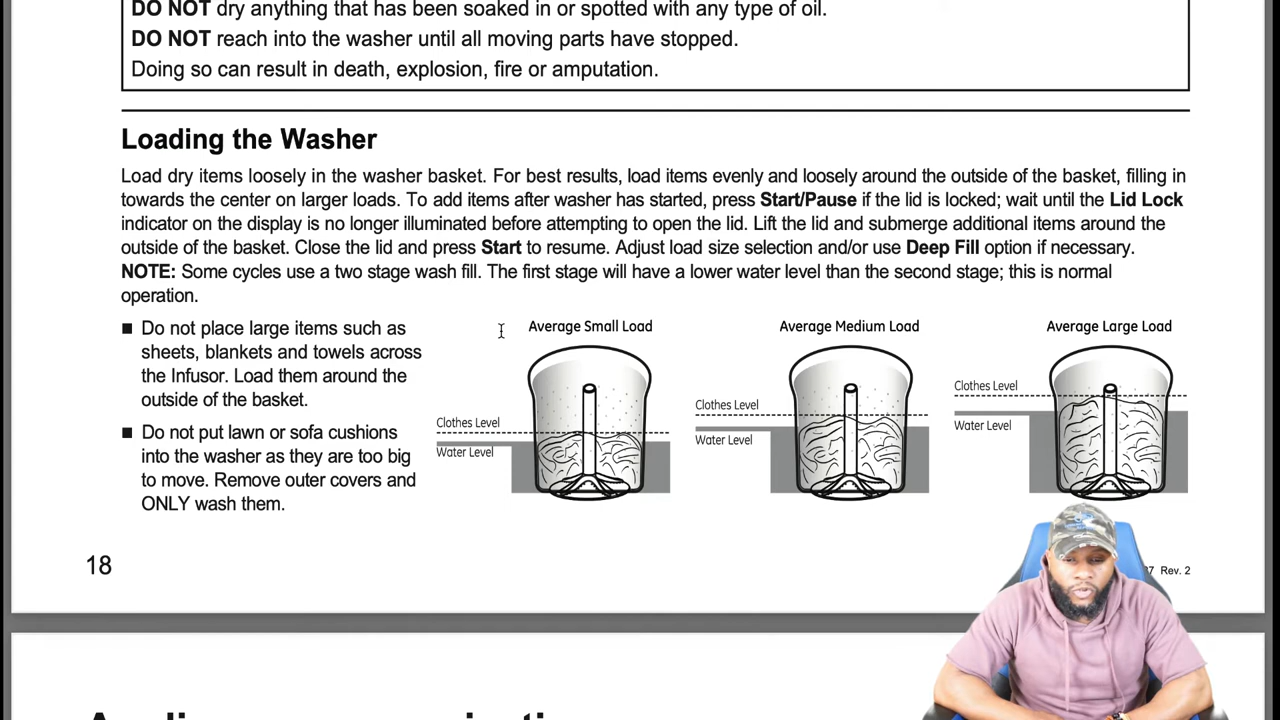 DO NOT dry anything that has been soaked in or spotted with any type of oil.
DO NOT reach into the washer until all moving parts have stopped.
Doing so can result in death, explosion, fire or amputation.
Loading the Washer
Load dry items loosely in the washer basket. For best results, load items evenly and loosely around the outside of the basket, filling in
towards the center on larger loads. To add items after washer has started, press Start/Pause if the lid is locked; wait until the Lid Lock
indicator on the display is no longer illuminated before attempting to open the lid. Lift the lid and submerge additional items around the
outside of the basket. Close the lid and press Start to resume. Adjust load size selection and/or use Deep Fill option if necessary.
NOTE: Some cycles use a two stage wash fill. The first stage will have a lower water level than the second stage; this is normal
operation.
■ Do not place large items such as
sheets, blankets and towels across
the Infusor. Load them around the
outside of the basket.
■ Do not put lawn or sofa cushions
into the washer as they are too big
to move. Remove outer covers and
ONLY wash them.
Average Small Load
Clothes Level
Water Level
Average Medium Load
Clothes Level
Water Level
Average Large Load
Clothes Level
Water Level
18
Rev. 2